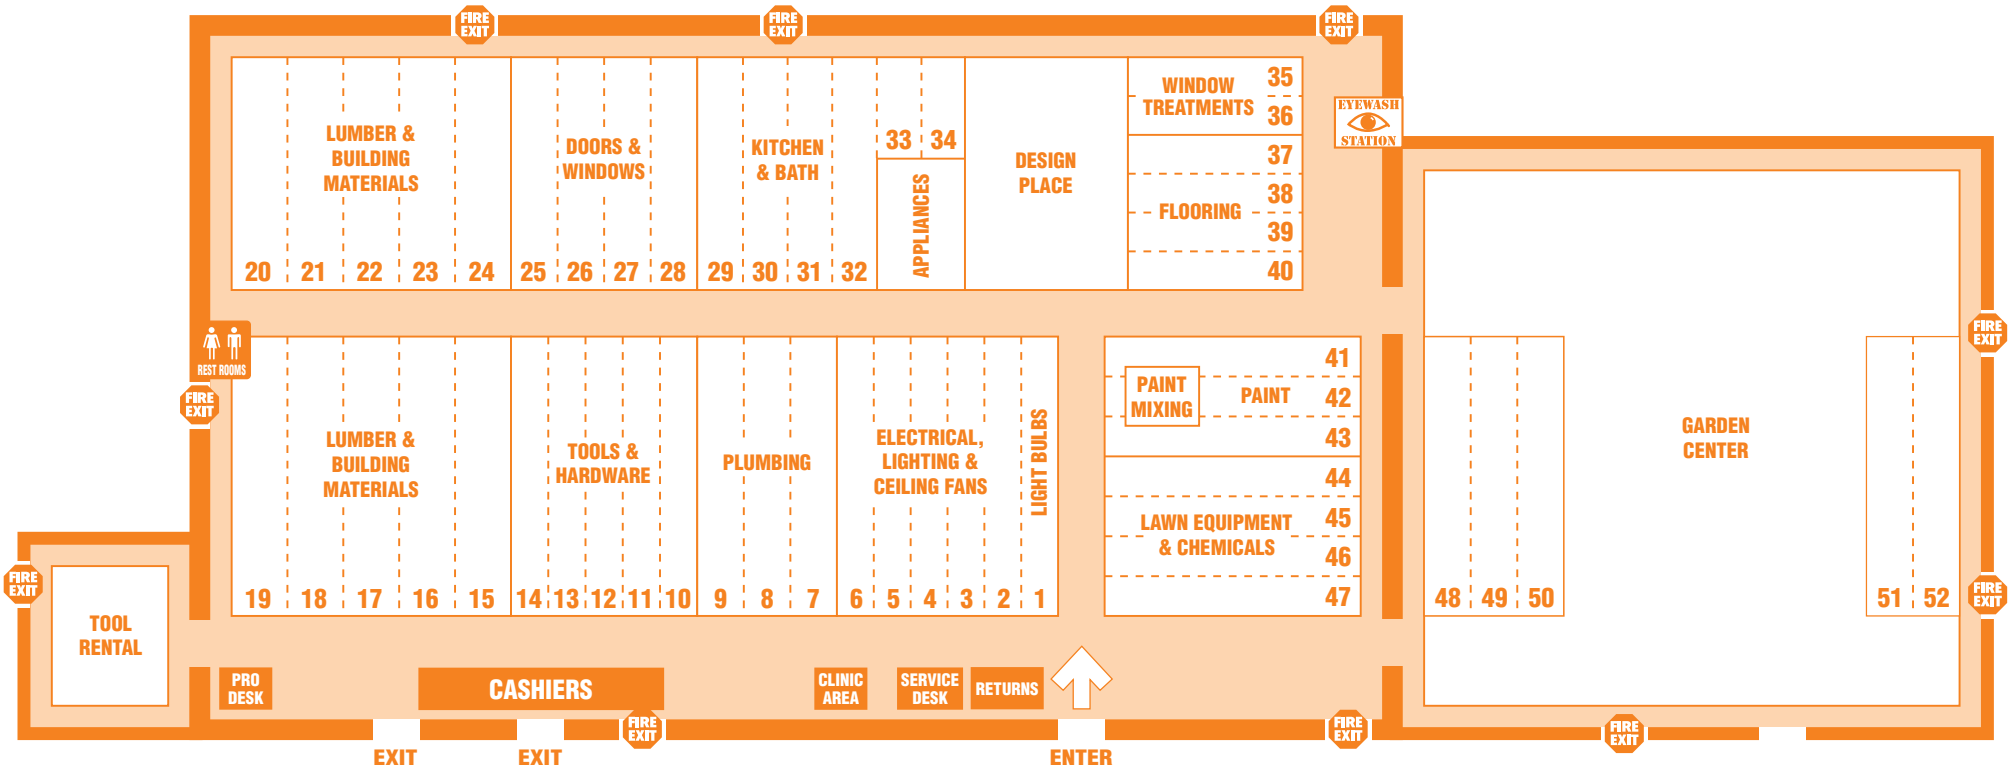 FIRE
EXIT
FIRE
EXIT
FIRE
EXIT
LUMBER &
BUILDING
MATERIALS
20 21 22 23 24
DOORS &
WINDOWS
25 26 27 28
KITCHEN
& BATH
29 30 31 32
33 34
APPLIANCES
DESIGN
PLACE
WINDOW
TREATMENTS
35
36
FLOORING
37
38
39
40
EYEWASH
STATION
REST ROOMS
FIRE
EXIT
LUMBER &
BUILDING
MATERIALS
19 18 17 16 15
TOOLS &
HARDWARE
14 13 12 11 10
PLUMBING
9 8 7
ELECTRICAL,
LIGHTING &
CEILING FANS
LIGHT BULBS
6 5 4 3 2 1
PAINT
MIXING
PAINT
41
42
43
LAWN EQUIPMENT
& CHEMICALS
44
45
46
47
48 49 50
GARDEN
CENTER
51 52
FIRE
EXIT
FIRE
EXIT
FIRE
EXIT
TOOL
RENTAL
PRO
DESK
CASHIERS
CLINIC
AREA
SERVICE
DESK
RETURNS
FIRE
EXIT
FIRE
EXIT
FIRE
EXIT
EXIT
EXIT
ENTER